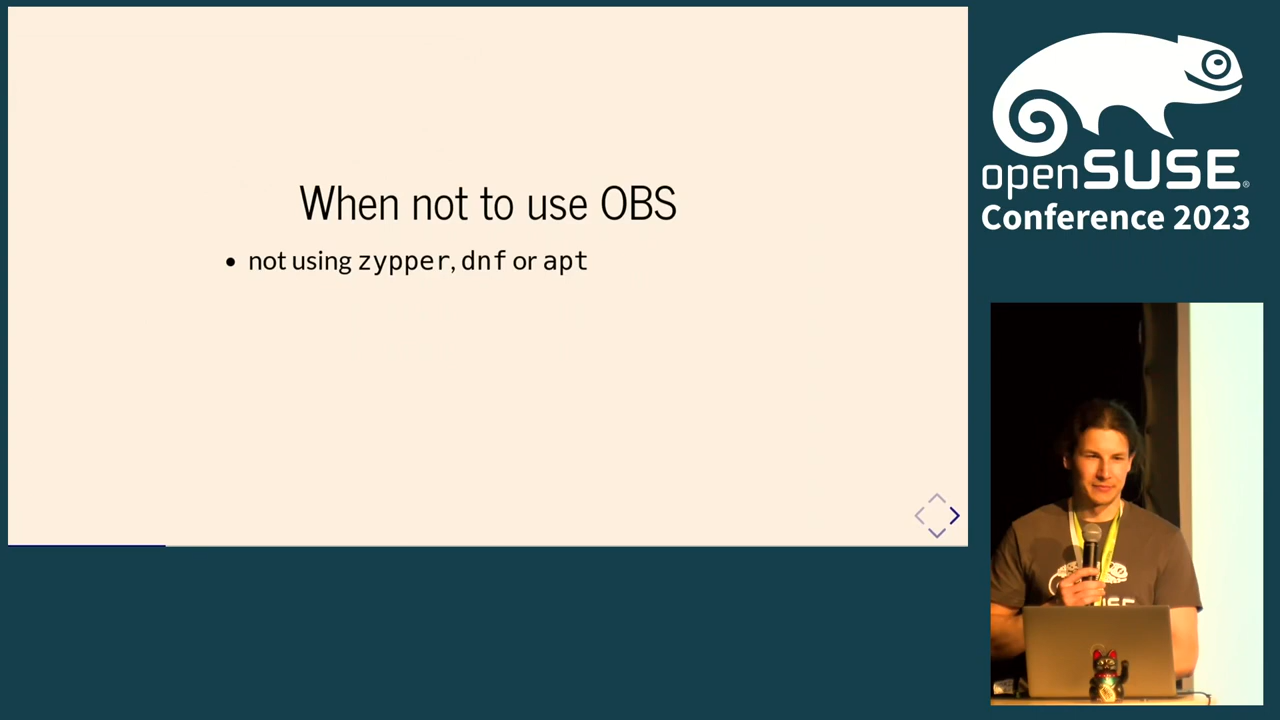 When not to use OBS
• not using zypper, dnf or apt
openSUSE®
Conference 2023